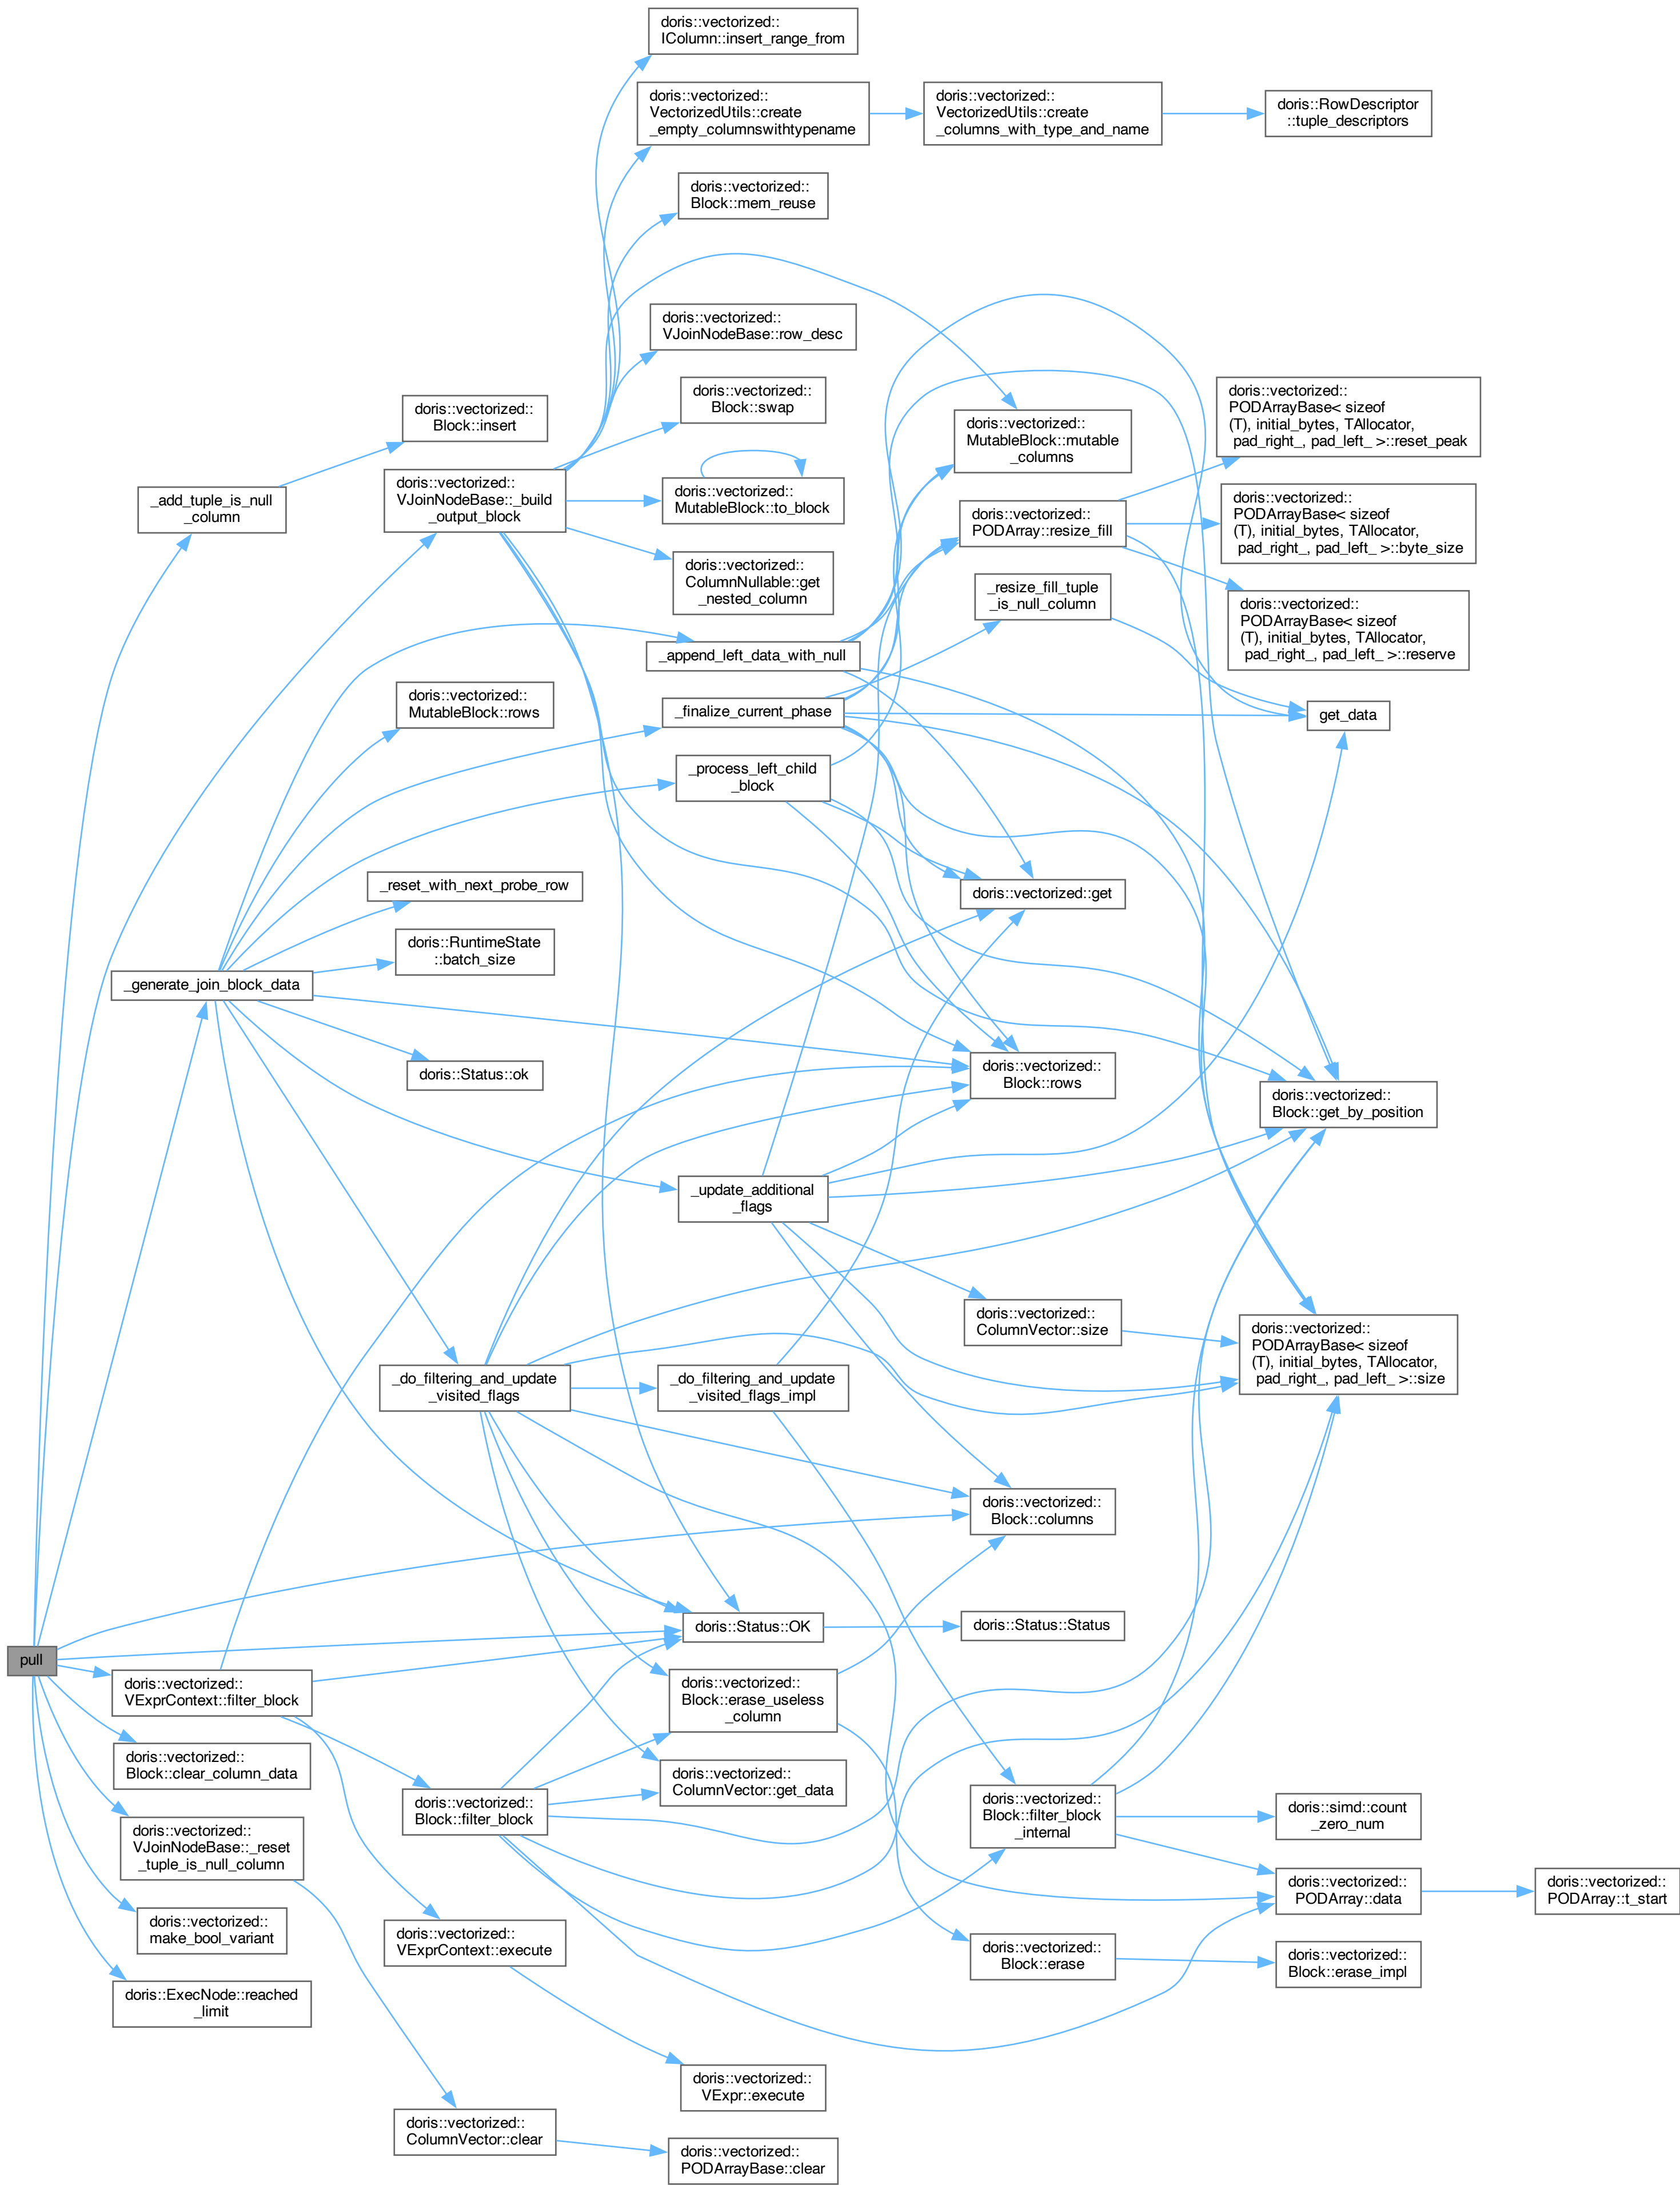 doris::vectorized::
IColumn::insert_range_from
doris::vectorized::
VectorizedUtils::create
_empty_columnswithtypename
doris::vectorized::
VectorizedUtils::create
_columns_with_type_and_name
doris::RowDescriptor
::tuple_descriptors
doris::vectorized::
Block::mem_reuse
doris::vectorized::
VJoinNodeBase::row_desc
doris::vectorized::
Block::swap
doris::vectorized::
Block::insert
doris::vectorized::
MutableBlock::mutable
_columns
doris::vectorized::
PODArrayBase< sizeof
(T), initial_bytes, TAllocator,
pad_right_, pad_left_ >::reset_peak
_add_tuple_is_null
_column
doris::vectorized::
VJoinNodeBase::_build
_output_block
doris::vectorized::
MutableBlock::to_block
doris::vectorized::
PODArray::resize_fill
doris::vectorized::
PODArrayBase< sizeof
(T), initial_bytes, TAllocator,
pad_right_, pad_left_ >::byte_size
doris::vectorized::
ColumnNullable::get
_nested_column
_resize_fill_tuple
_is_null_column
doris::vectorized::
PODArrayBase< sizeof
(T), initial_bytes, TAllocator,
pad_right_, pad_left_ >::reserve
_append_left_data_with_null
doris::vectorized::
MutableBlock::rows
_finalize_current_phase
get_data
_process_left_child
_block
_reset_with_next_probe_row
doris::vectorized::get
doris::RuntimeState
::batch_size
_generate_join_block_data
doris::Status::ok
doris::vectorized::
Block::rows
doris::vectorized::
Block::get_by_position
_update_additional
_flags
doris::vectorized::
ColumnVector::size
doris::vectorized::
PODArrayBase< sizeof
(T), initial_bytes, TAllocator,
pad_right_, pad_left_ >::size
_do_filtering_and_update
_visited_flags
_do_filtering_and_update
_visited_flags_impl
doris::vectorized::
Block::columns
doris::Status::OK
doris::Status::Status
pull
doris::vectorized::
VExprContext::filter_block
doris::vectorized::
Block::erase_useless
_column
doris::vectorized::
Block::clear_column_data
doris::vectorized::
ColumnVector::get_data
doris::vectorized::
Block::filter_block
doris::vectorized::
Block::filter_block
_internal
doris::simd::count
_zero_num
doris::vectorized::
VJoinNodeBase::_reset
_tuple_is_null_column
doris::vectorized::
PODArray::data
doris::vectorized::
PODArray::t_start
doris::vectorized::
make_bool_variant
doris::vectorized::
VExprContext::execute
doris::vectorized::
Block::erase
doris::vectorized::
Block::erase_impl
doris::ExecNode::reached
_limit
doris::vectorized::
VExpr::execute
doris::vectorized::
ColumnVector::clear
doris::vectorized::
PODArrayBase::clear